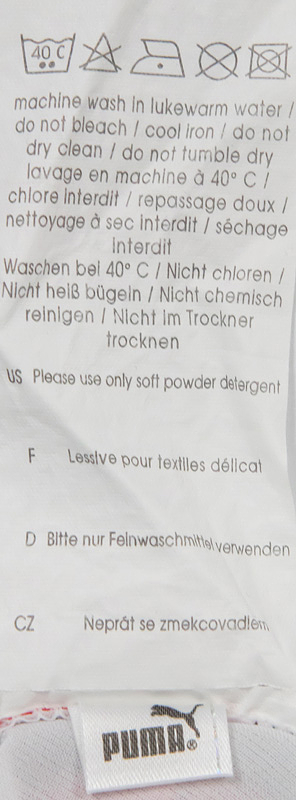 40 C
machine wash in lukewarm water /
do not bleach / cool iron / do not
dry clean / do not tumble dry
lavage en machine à 40° C /
chlore interdit / repassage doux /
nettoyage à sec interdit / séchage
interdit
Waschen bei 40° C / Nicht chloren /
Nicht heiß bügeln / Nicht chemisch
reinigen / Nicht im Trockner
trocknen
US Please use only soft powder detergent
F Lessive pour textiles délicat
D Bitte nur Feinwaschmittel verwenden
CZ Neprát se zmekcovadlem
PUMA®